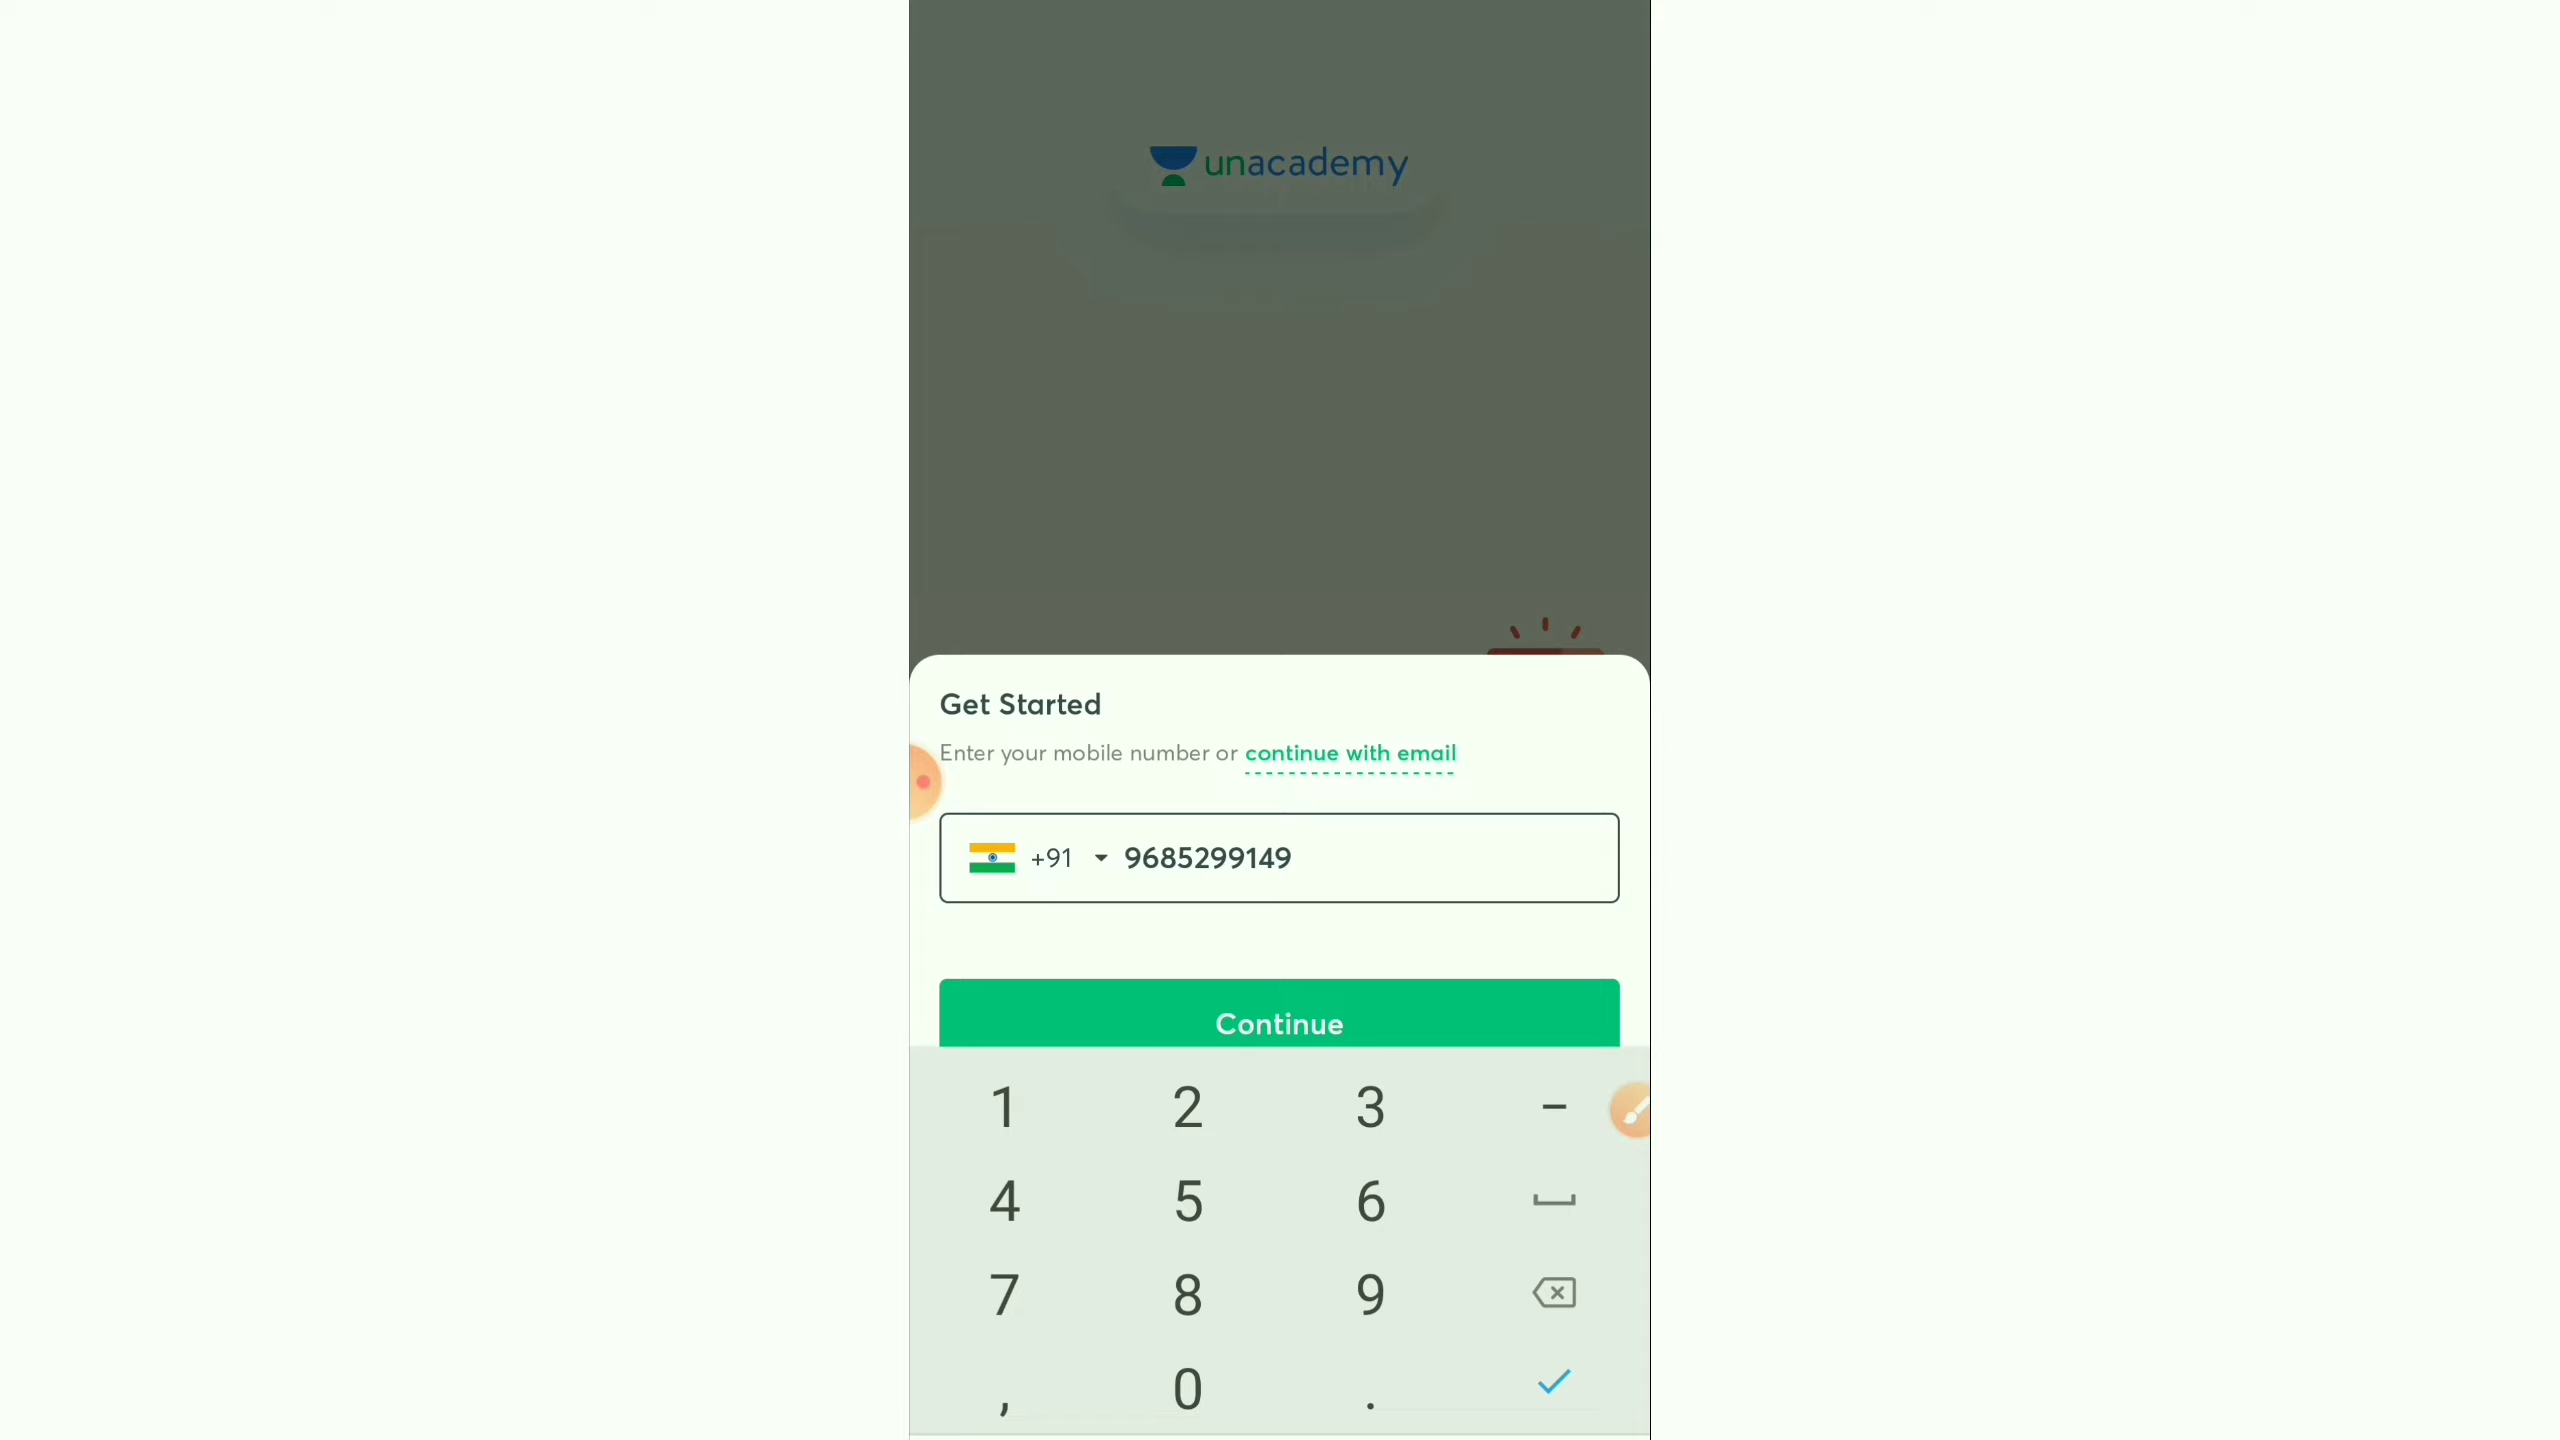 unacademy
Get Started
Enter your mobile number or continue with email
+91 9685299149
Continue
1 2 3 -
4 5 6
7 8 9
, 0 .